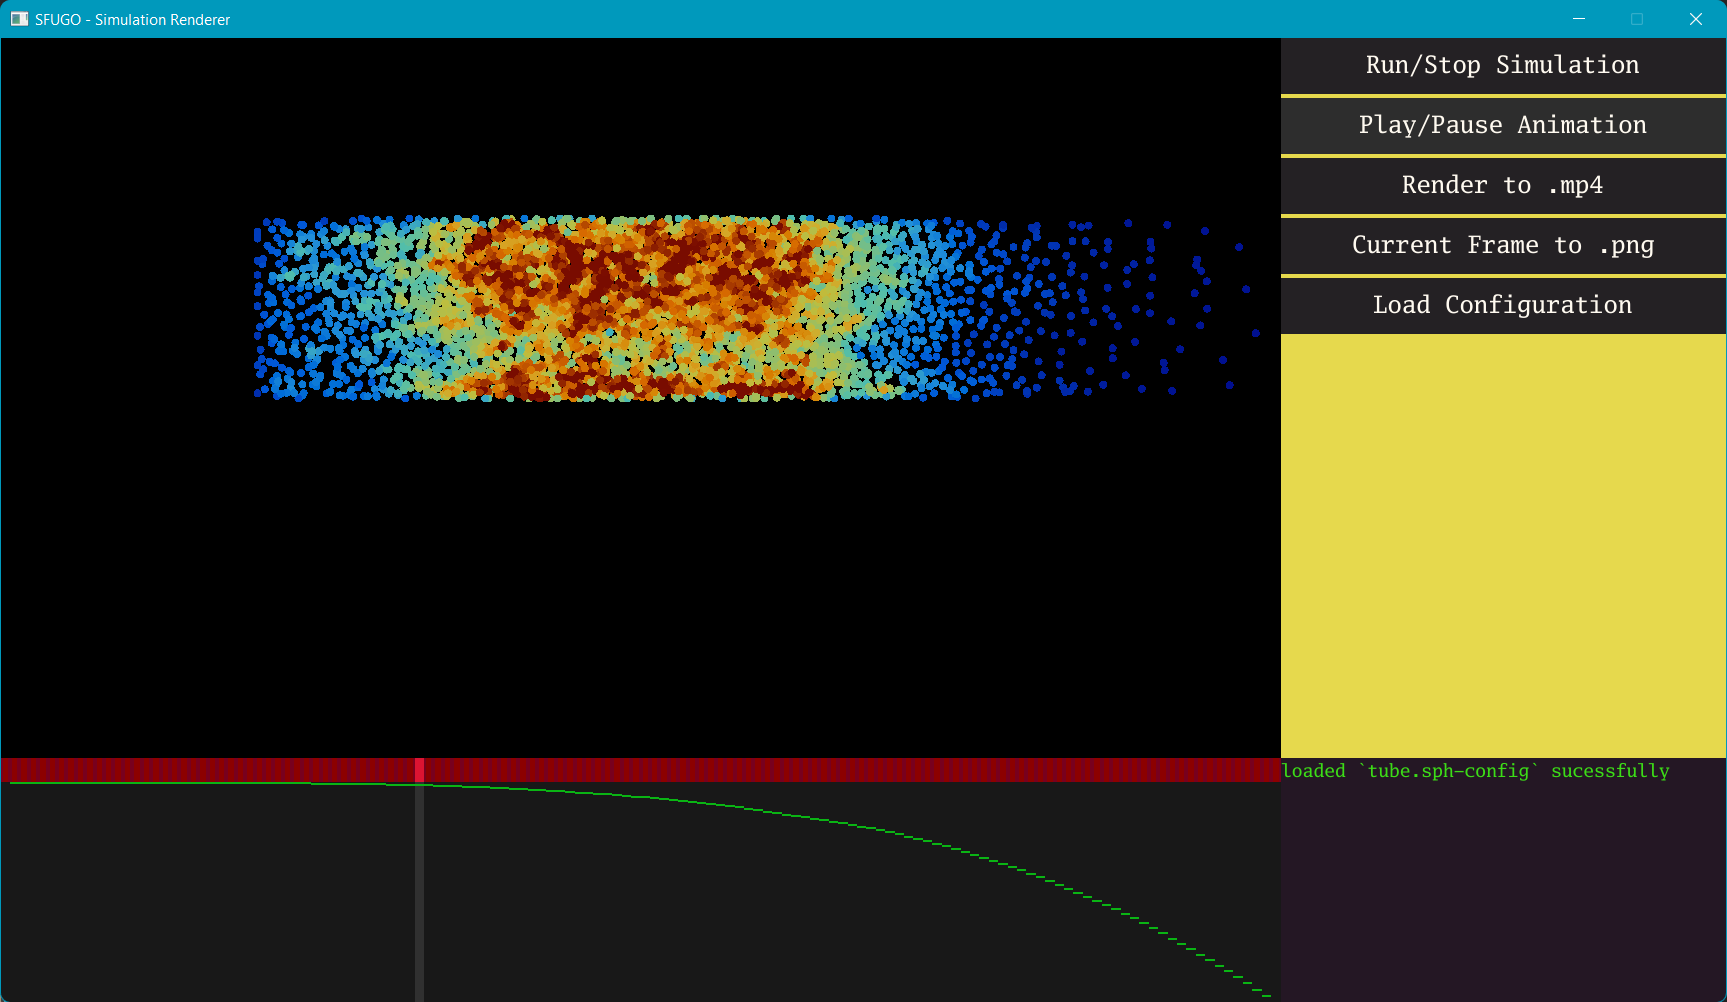 SFUGO - Simulation Renderer
Run/Stop Simulation
Play/Pause Animation
Render to .mp4
Current Frame to .png
Load Configuration
loaded `tube.sph-config` sucessfully